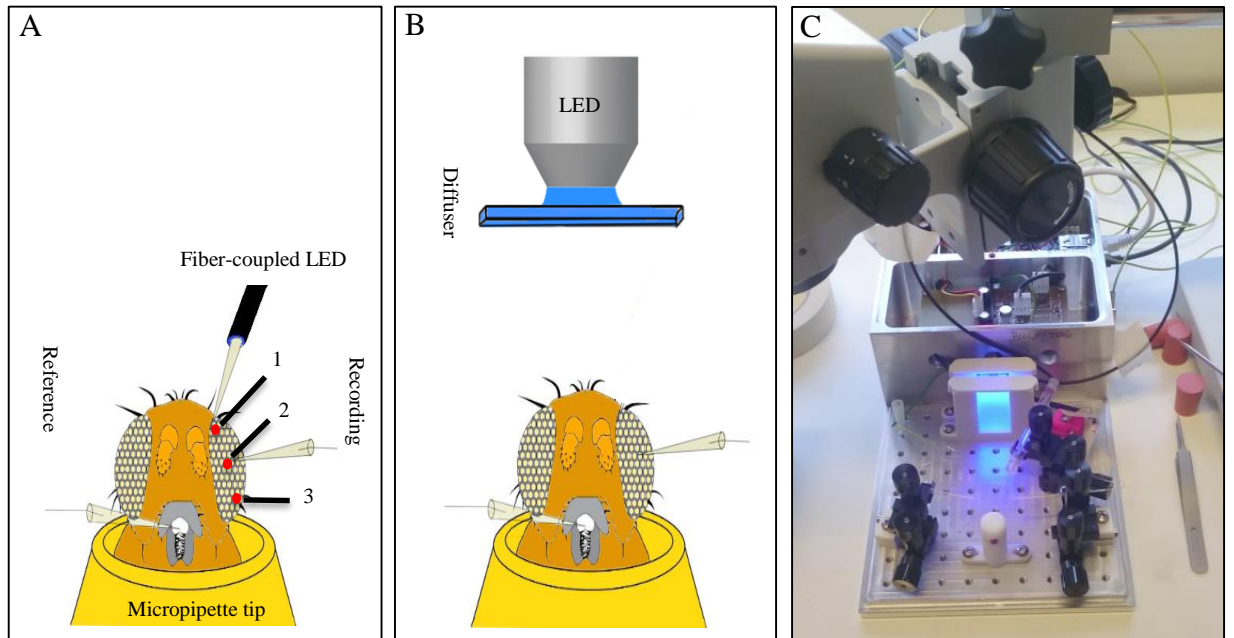 A
Fiber-coupled LED
1
2
3
Reference
Recording
Micropipette tip
B
LED
Diffuser
C